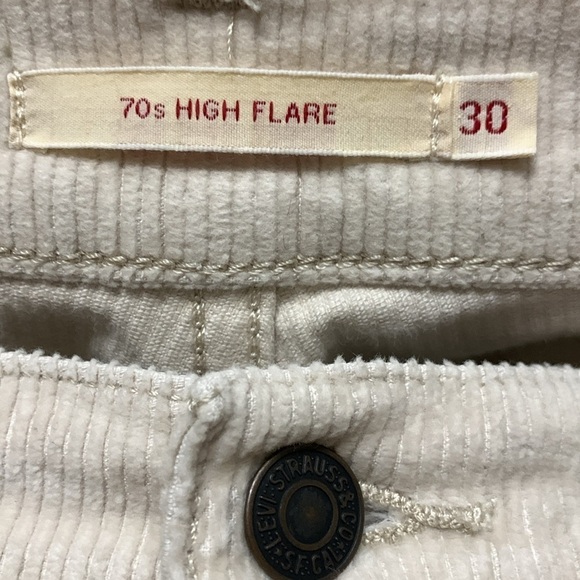 70s HIGH FLARE 30
LEVI STRAUSS & CO
S.F. CAL